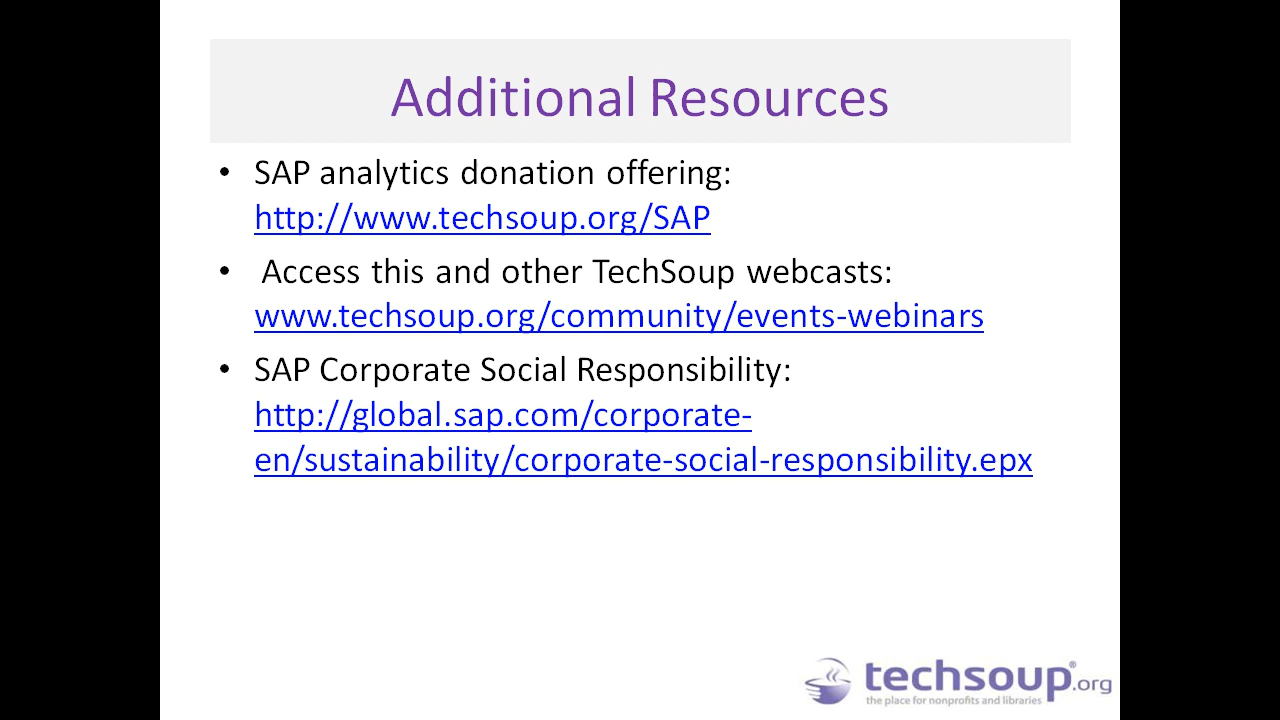 Additional Resources
• SAP analytics donation offering:
http://www.techsoup.org/SAP
• Access this and other TechSoup webcasts:
www.techsoup.org/community/events-webinars
• SAP Corporate Social Responsibility:
http://global.sap.com/corporate-
en/sustainability/corporate-social-responsibility.epx
techsoup®.org
the place for nonprofits and libraries